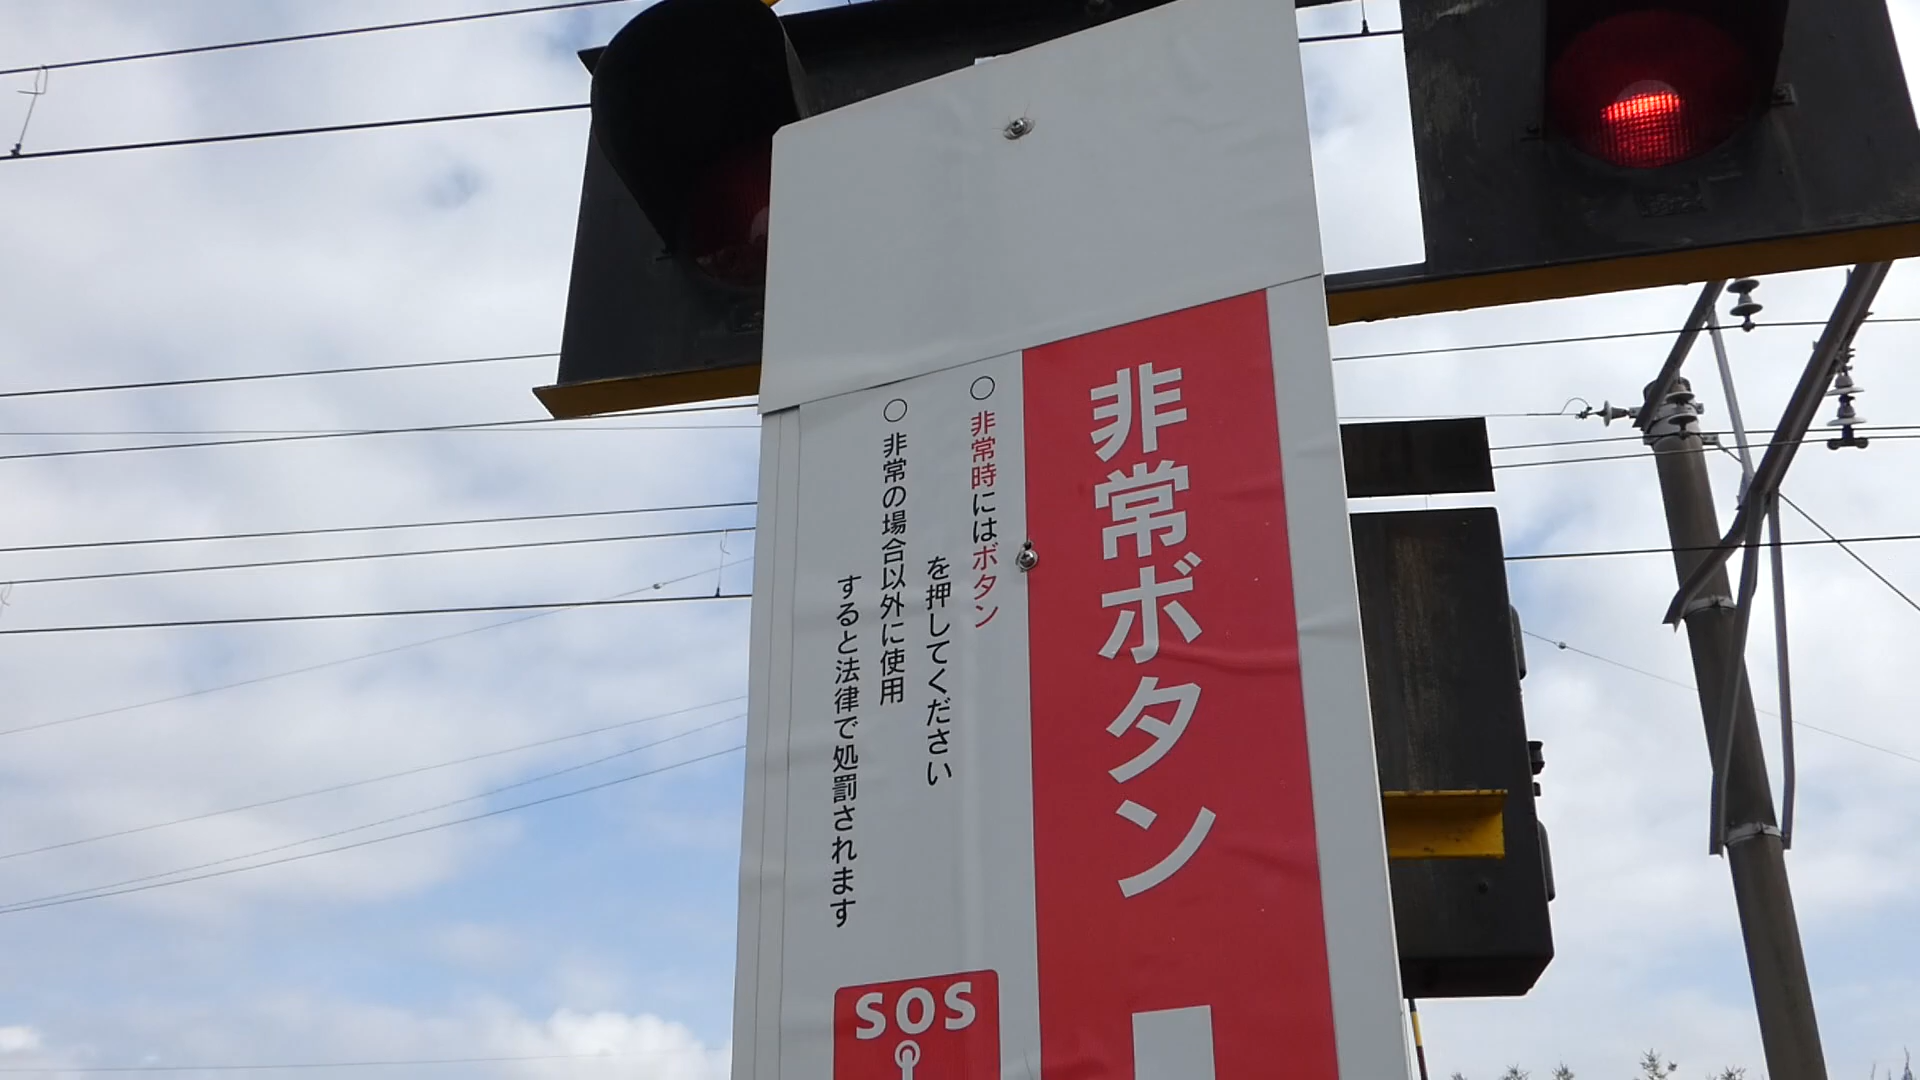 非常ボタン
○非常時にはボタン
を押してください
○非常の場合以外に使用
すると法律で処罰されます
SOS